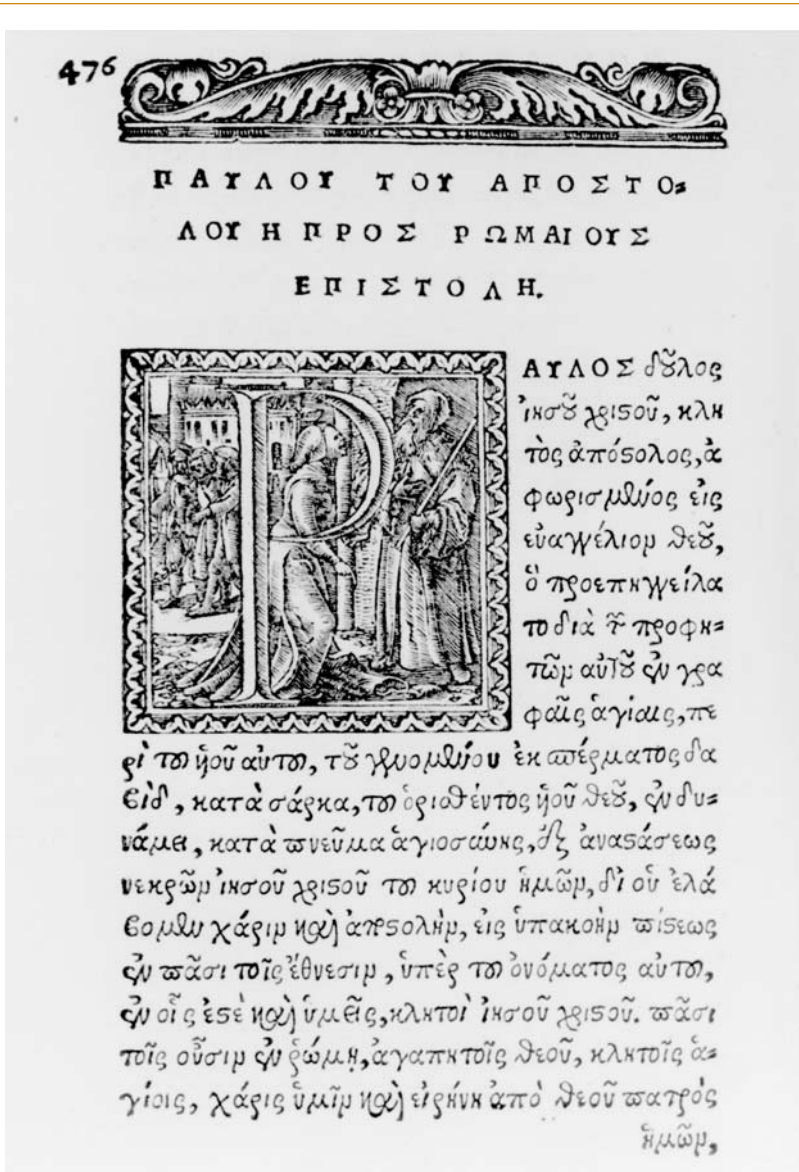 476
ΠΑΥΛΟΥ ΤΟΥ ΑΠΟΣΤΟ=
ΛΟΥ Η ΠΡΟΣ ΡΩΜΑΙΟΥΣ
ΕΠΙΣΤΟΛΗ.
P
ΑΥΛΟΣ δοῦλος
ἰησοῦ χριστοῦ, κλη
τὸς ἀπόστολος, ἀ
φωρισμένος εἰς
εὐαγγέλιον θεοῦ,
ὃ προεπηγγείλα
το διὰ τῶν προφη=
τῶν αὐτοῦ ἐν γρα
φαῖς ἁγίαις, πε
ρὶ τοῦ ὑοῦ αὐτοῦ, τοῦ γενομένου ἐκ σπέρματος δα
βὶδ, κατὰ σάρκα, τοῦ ὁρισθέντος ὑοῦ θεοῦ, ἐν δυ=
νάμει, κατὰ πνεῦμα ἁγιοσύνης, ἐξ ἀναστάσεως
νεκρῶν ἰησοῦ χριστοῦ τοῦ κυρίου ἡμῶν, δι οὗ ἐλά
βομεν χάριν καὶ ἀποστολὴν, εἰς ὑπακοὴν πίστεως
ἐν πᾶσι τοῖς ἔθνεσιν, ὑπὲρ τοῦ ὀνόματος αὐτοῦ,
ἐν οἷς ἐστὲ καὶ ὑμεῖς, κλητοὶ ἰησοῦ χριστοῦ. πᾶσι
τοῖς οὖσιν ἐν ῥώμῃ, ἀγαπητοῖς θεοῦ, κλητοῖς ἁ=
γίοις, χάρις ὑμῖν καὶ εἰρήνη ἀπὸ θεοῦ πατρὸς
ἡμῶν,